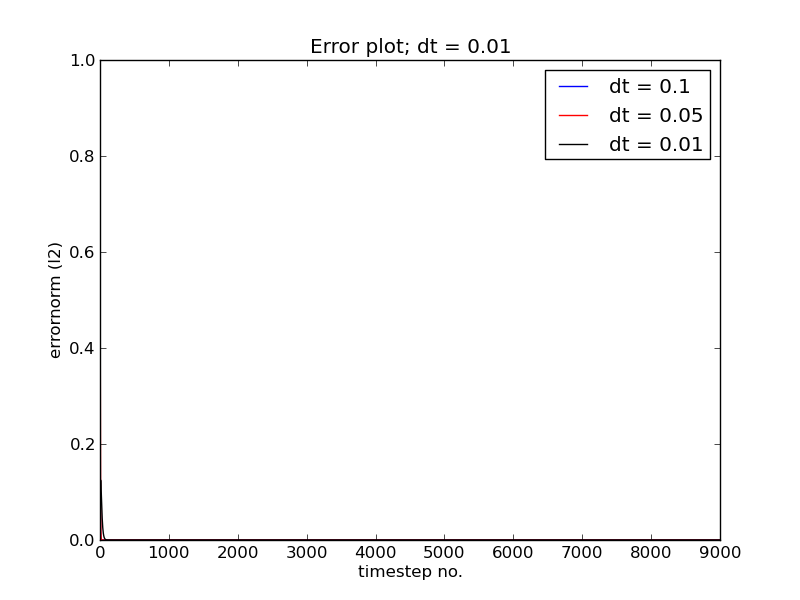 Error plot; dt = 0.01
1.0
0.8
0.6
0.4
0.2
0.0
errornorm (l2)
dt = 0.1
dt = 0.05
dt = 0.01
0 1000 2000 3000 4000 5000 6000 7000 8000 9000
timestep no.